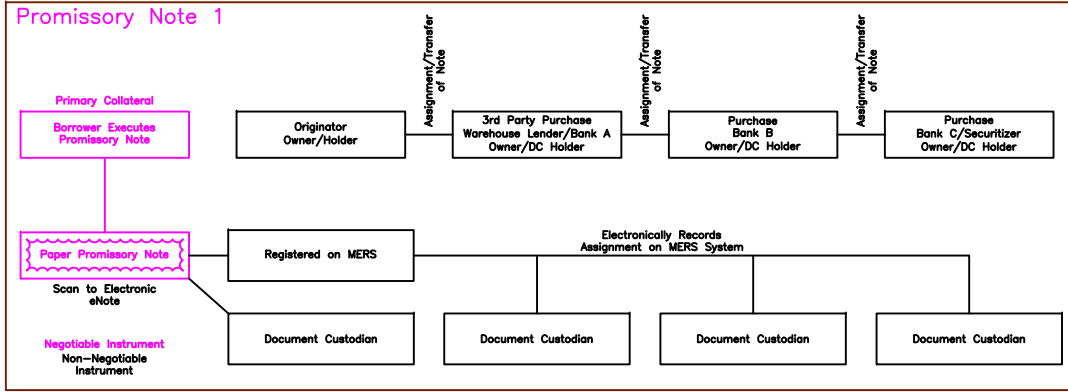 Promissory Note 1
Assignment/Transfer
of Note
Assignment/Transfer
of Note
Assignment/Transfer
of Note
Primary Collateral
Borrower Executes
Promissory Note
Originator
Owner/Holder
3rd Party Purchase
Warehouse Lender/Bank A
Owner/DC Holder
Purchase
Bank B
Owner/DC Holder
Purchase
Bank C/Securitizer
Owner/DC Holder
Paper Promissory Note
Registered on MERS
Electronically Records
Assignment on MERS System
Scan to Electronic
eNote
Document Custodian
Document Custodian
Document Custodian
Document Custodian
Negotiable Instrument
Non-Negotiable
Instrument